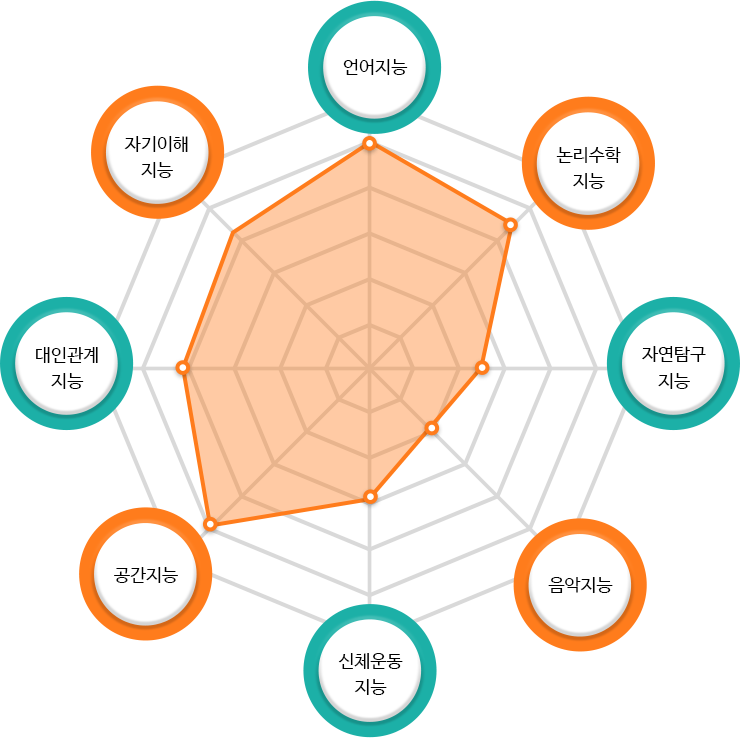 언어지능
자기이해
지능
논리수학
지능
대인관계
지능
자연탐구
지능
공간지능
음악지능
신체운동
지능